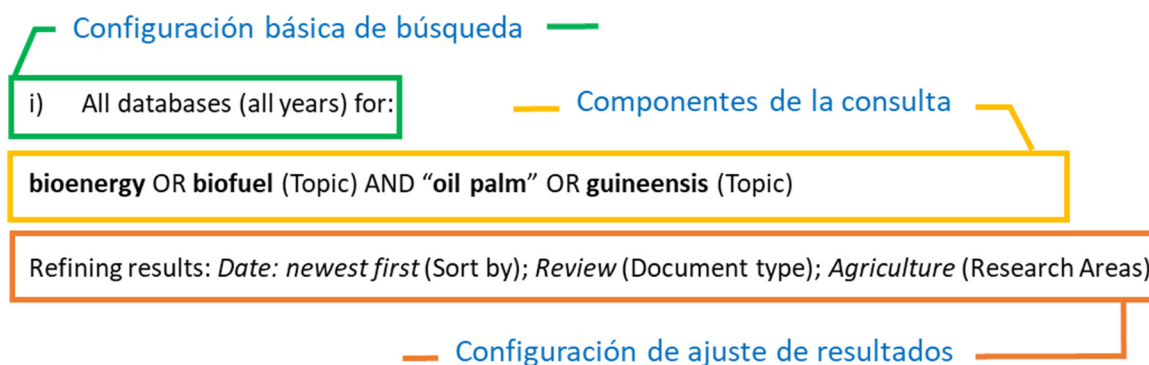 Configuración básica de búsqueda
i) All databases (all years) for:
Componentes de la consulta
bioenergy OR biofuel (Topic) AND “oil palm” OR guineensis (Topic)
Refining results: Date: newest first (Sort by); Review (Document type); Agriculture (Research Areas)
Configuración de ajuste de resultados